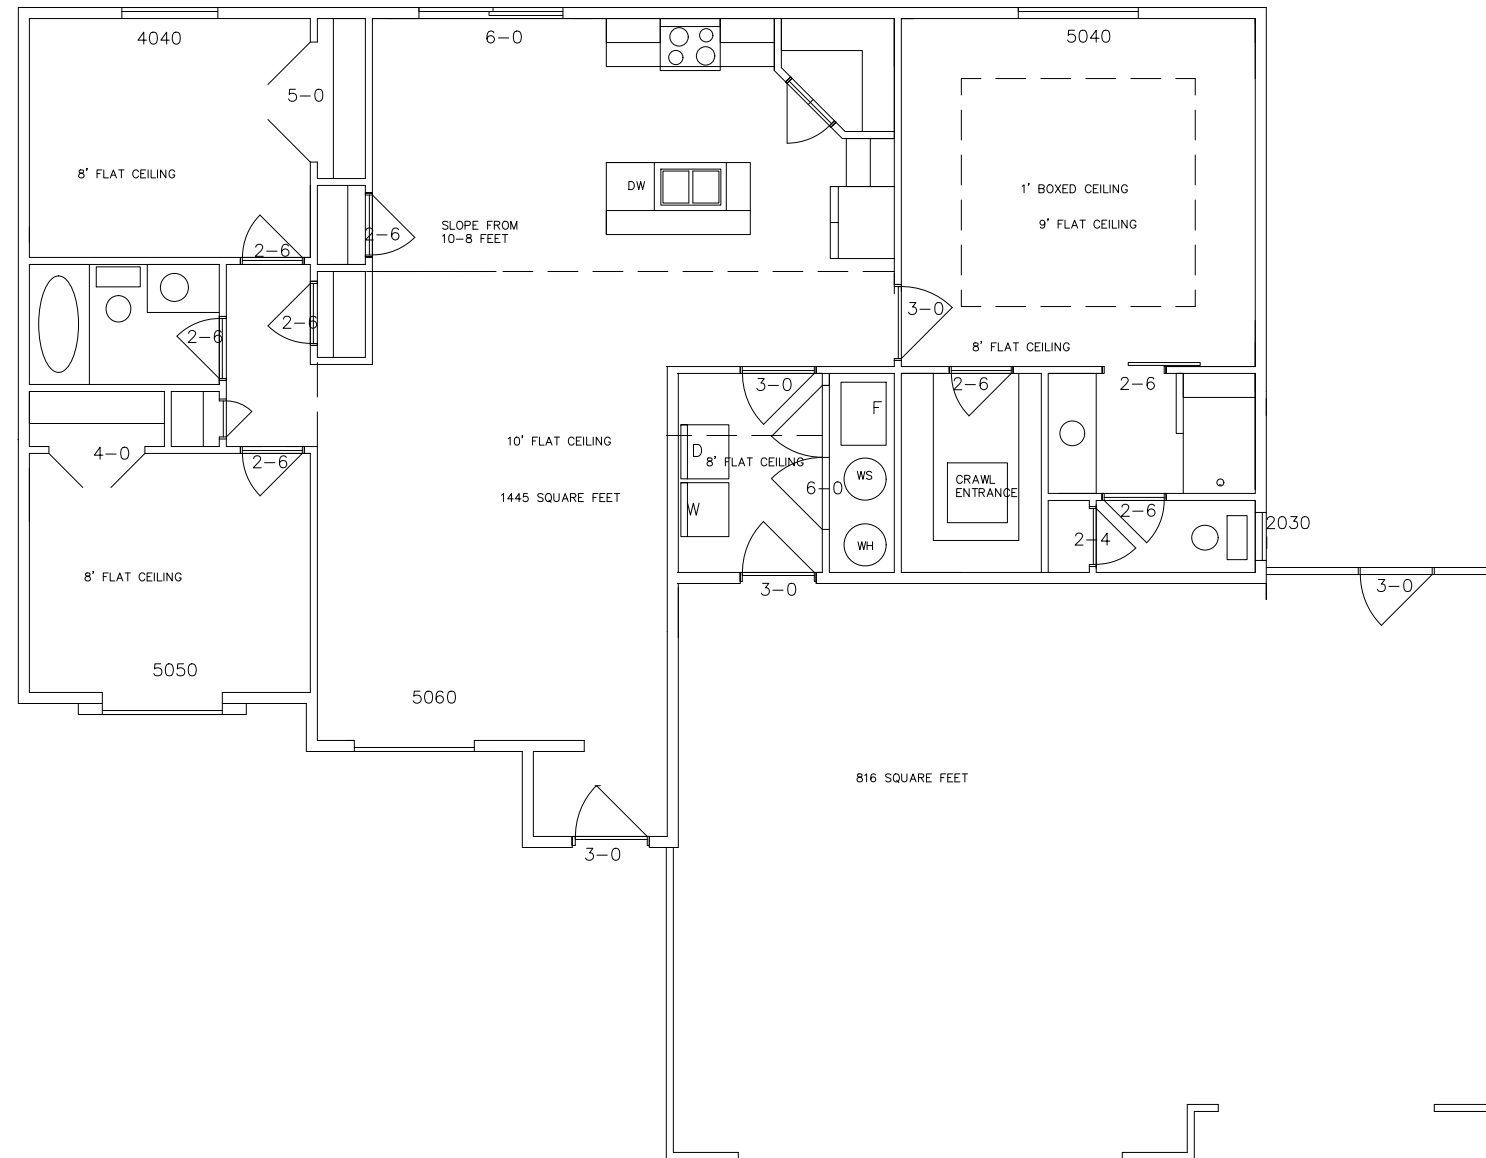 4040
6-0
5040
5-0
8' FLAT CEILING
DW
1' BOXED CEILING
9' FLAT CEILING
2-6
2-6
SLOPE FROM
10-8 FEET
3-0
2-6
2-6
8' FLAT CEILING
3-0
2-6
2-6
F
10' FLAT CEILING
D
8' FLAT CEILING
4-0
2-6
WS
6-0
CRAWL
ENTRANCE
1445 SQUARE FEET
W
2-6
2030
2-4
WH
8' FLAT CEILING
3-0
3-0
5050
5060
816 SQUARE FEET
3-0